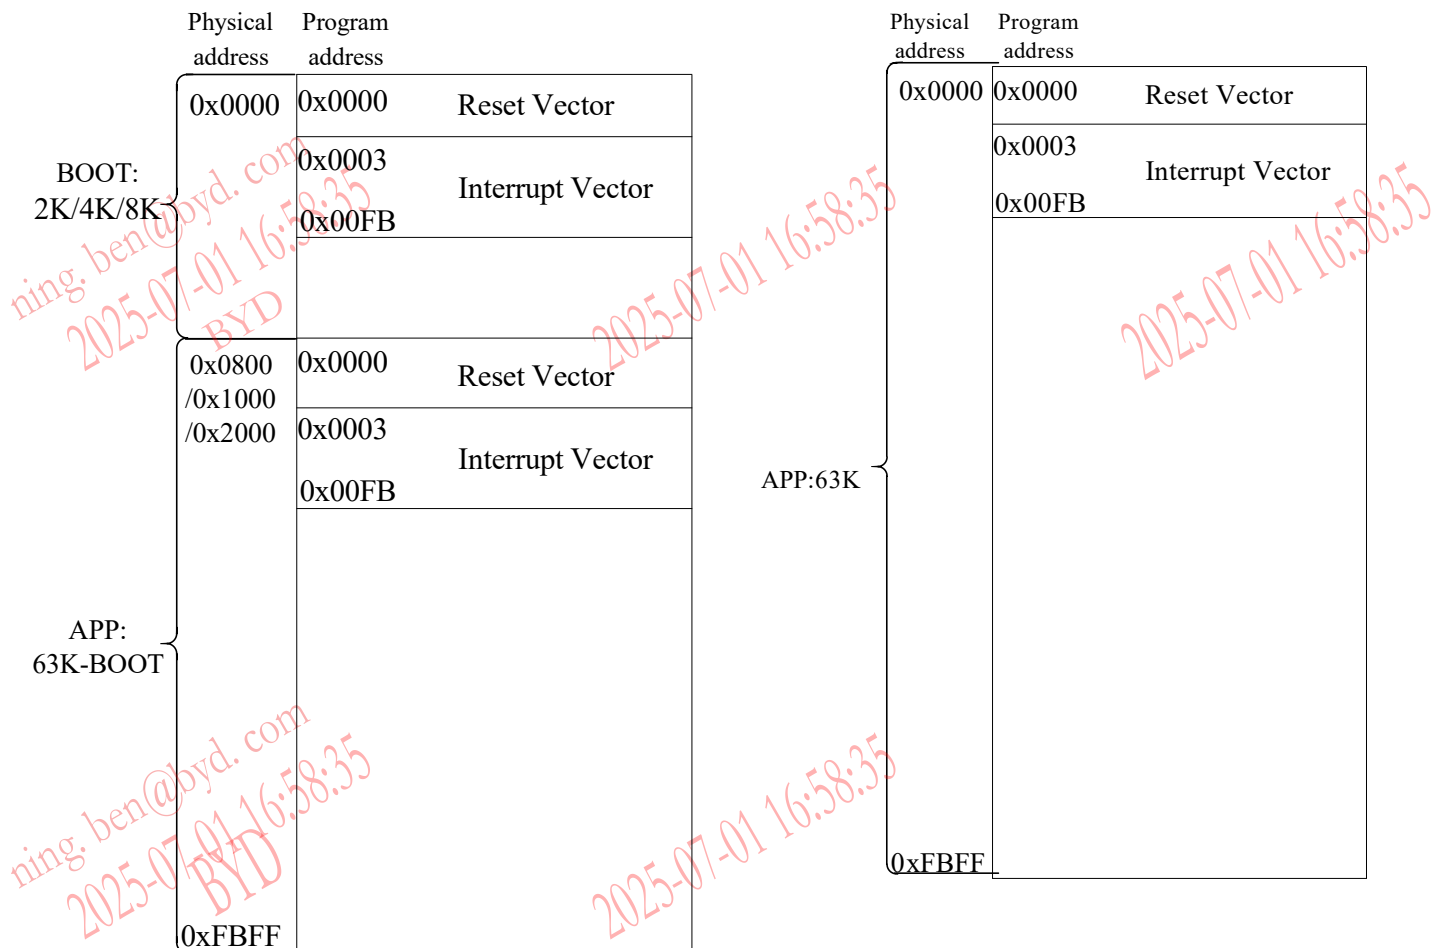 Physical address
Program address
0x0000
0x0000
Reset Vector
BOOT:
2K/4K/8K
0x0003
Interrupt Vector
0x00FB
0x0800
/0x1000
/0x2000
0x0000
Reset Vector
0x0003
Interrupt Vector
0x00FB
APP:
63K-BOOT
0xFBFF
Physical address
Program address
0x0000
0x0000
Reset Vector
0x0003
Interrupt Vector
0x00FB
APP:63K
0xFBFF
ning. ben@byd. com
2025-07-01 16:58:35
BYD
2025-07-01 16:58:35
2025-07-01 16:58:35
ning. ben@byd. com
2025-07-01 16:58:35
BYD
2025-07-01 16:58:35